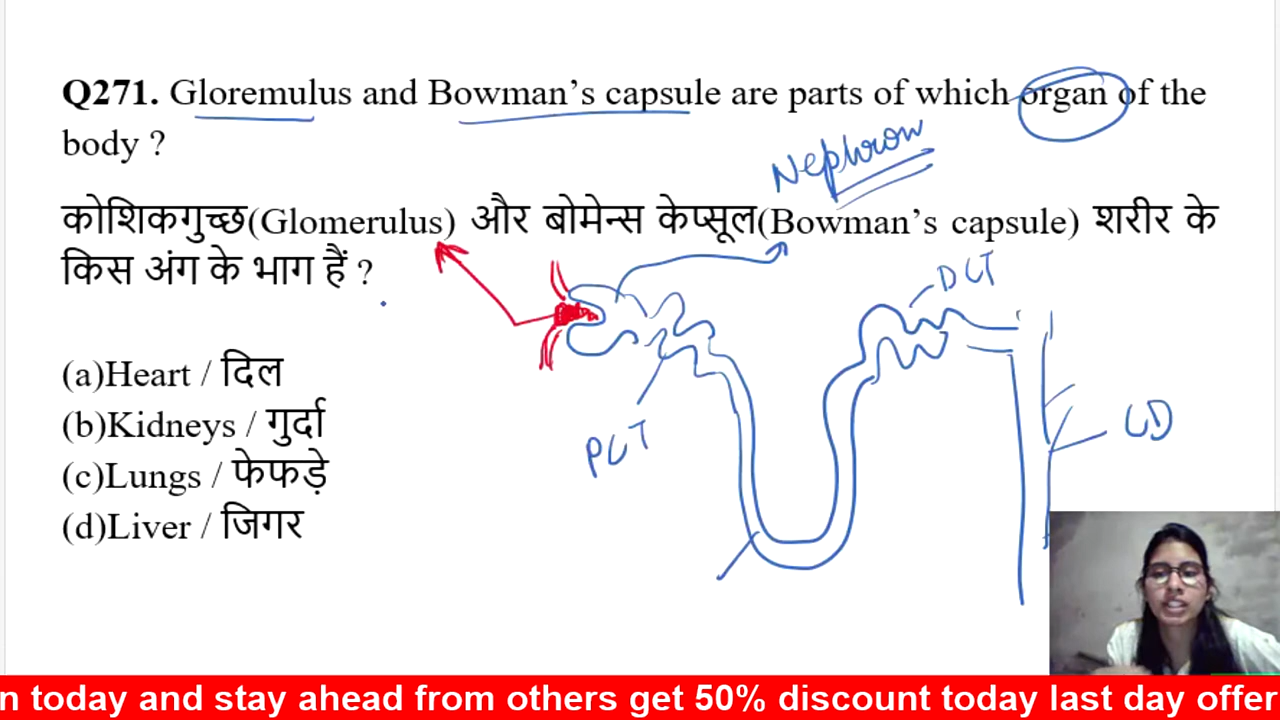 Q271. Gloremulus and Bowman's capsule are parts of which organ of the
body ?
Nephron
कोशिकगुच्छ(Glomerulus) और बोमेन्स केप्सूल(Bowman's capsule) शरीर के
किस अंग के भाग हैं ?
DCT
(a)Heart / दिल
(b)Kidneys / गुर्दा
PCT
CD
(c)Lungs / फेफड़े
(d)Liver / जिगर
n today and stay ahead from others get 50% discount today last day offer